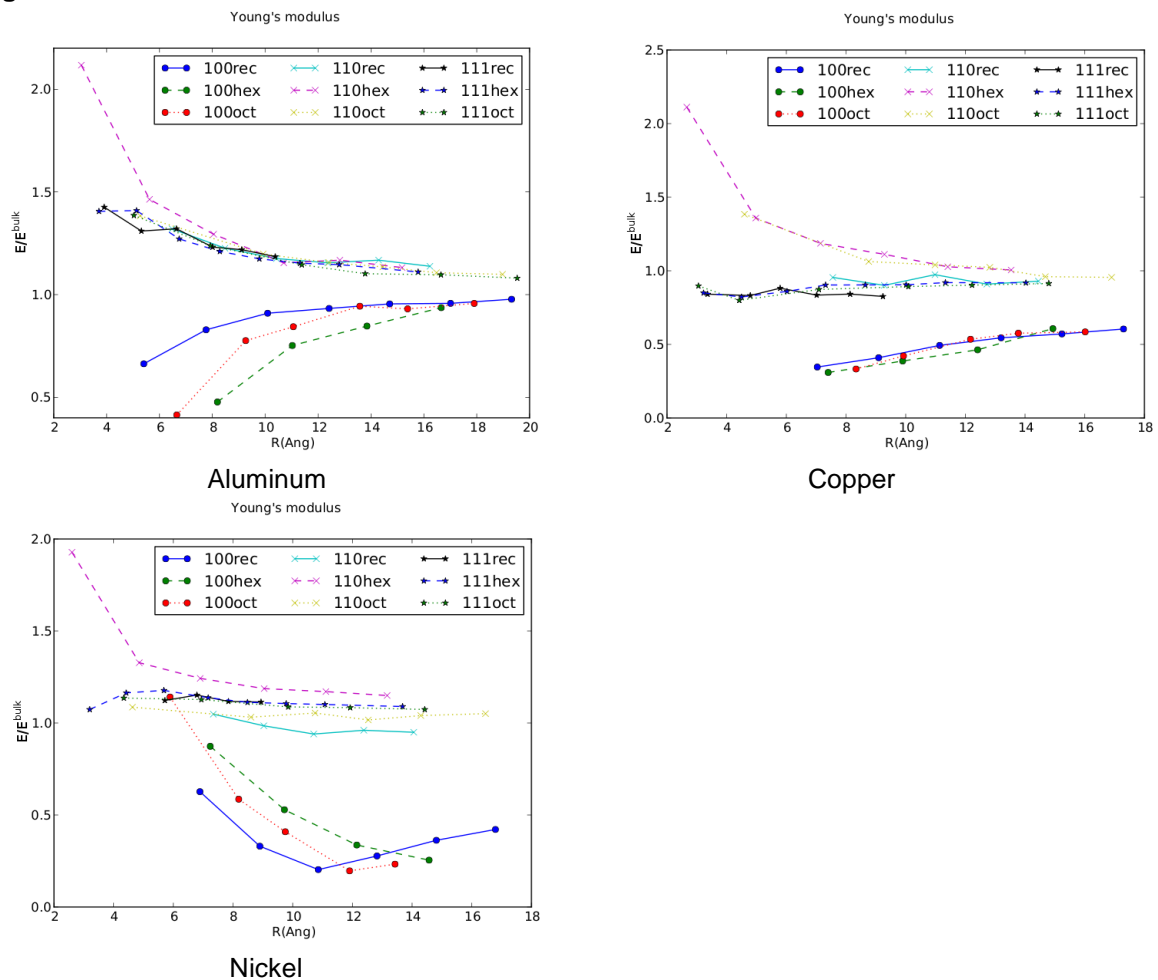 Young's modulus
2.0
1.5
1.0
0.5
E/E^bulk
100rec 110rec 111rec
100hex 110hex 111hex
100oct 110oct 111oct
2 4 6 8 10 12 14 16 18 20
R(Ang)
Aluminum
Young's modulus
2.5
2.0
1.5
1.0
0.5
0.0
E/E^bulk
100rec 110rec 111rec
100hex 110hex 111hex
100oct 110oct 111oct
2 4 6 8 10 12 14 16 18
R(Ang)
Copper
Young's modulus
2.0
1.5
1.0
0.5
0.0
E/E^bulk
100rec 110rec 111rec
100hex 110hex 111hex
100oct 110oct 111oct
2 4 6 8 10 12 14 16 18
R(Ang)
Nickel